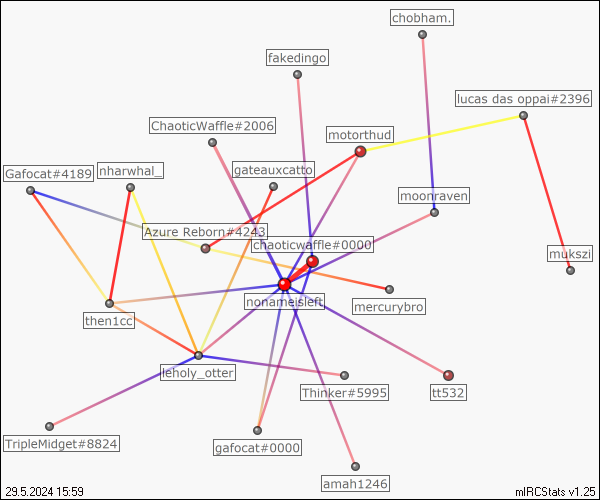 chobham.
fakedingo
lucas das oppai#2396
ChaoticWaffle#2006
motorthud
Gafocat#4189
nharwhal_
gateauxcatto
moonraven
Azure Reborn#4243
chaoticwaffle#0000
mukszi
nonameisleft
mercurybro
then1cc
leholy_otter
Thinker#5995
tt532
TripleMidget#8824
gafocat#0000
amah1246
29.5.2024 15:59
mIRCStats v1.25